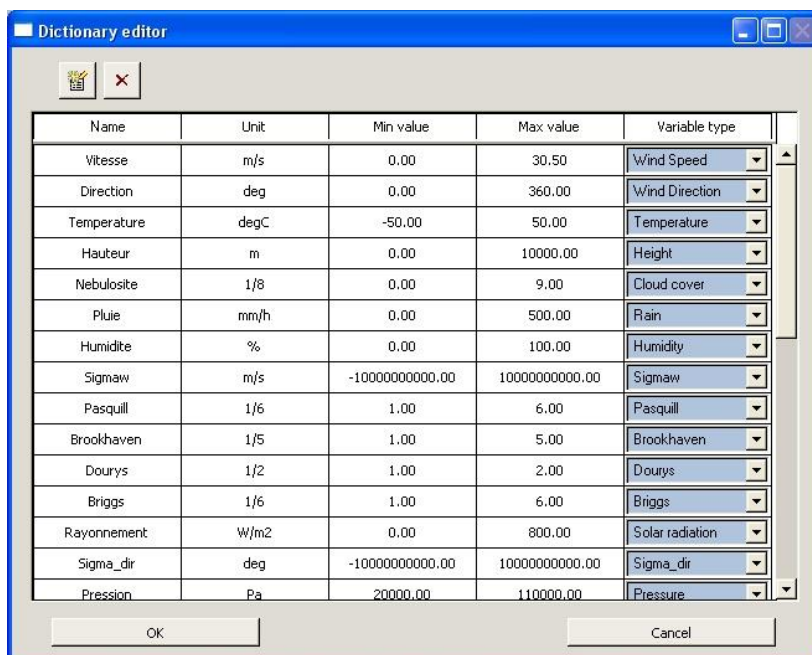 Dictionary editor
Name Unit Min value Max value Variable type
Vitesse m/s 0.00 30.50 Wind Speed
Direction deg 0.00 360.00 Wind Direction
Temperature degC -50.00 50.00 Temperature
Hauteur m 0.00 10000.00 Height
Nebulosite 1/8 0.00 9.00 Cloud cover
Pluie mm/h 0.00 500.00 Rain
Humidite % 0.00 100.00 Humidity
Sigmaw m/s -10000000000.00 10000000000.00 Sigmaw
Pasquill 1/6 1.00 6.00 Pasquill
Brookhaven 1/5 1.00 5.00 Brookhaven
Dourys 1/2 1.00 2.00 Dourys
Briggs 1/6 1.00 6.00 Briggs
Rayonnement W/m2 0.00 800.00 Solar radiation
Sigma_dir deg -10000000000.00 10000000000.00 Sigma_dir
Pression Pa 20000.00 110000.00 Pressure
OK Cancel